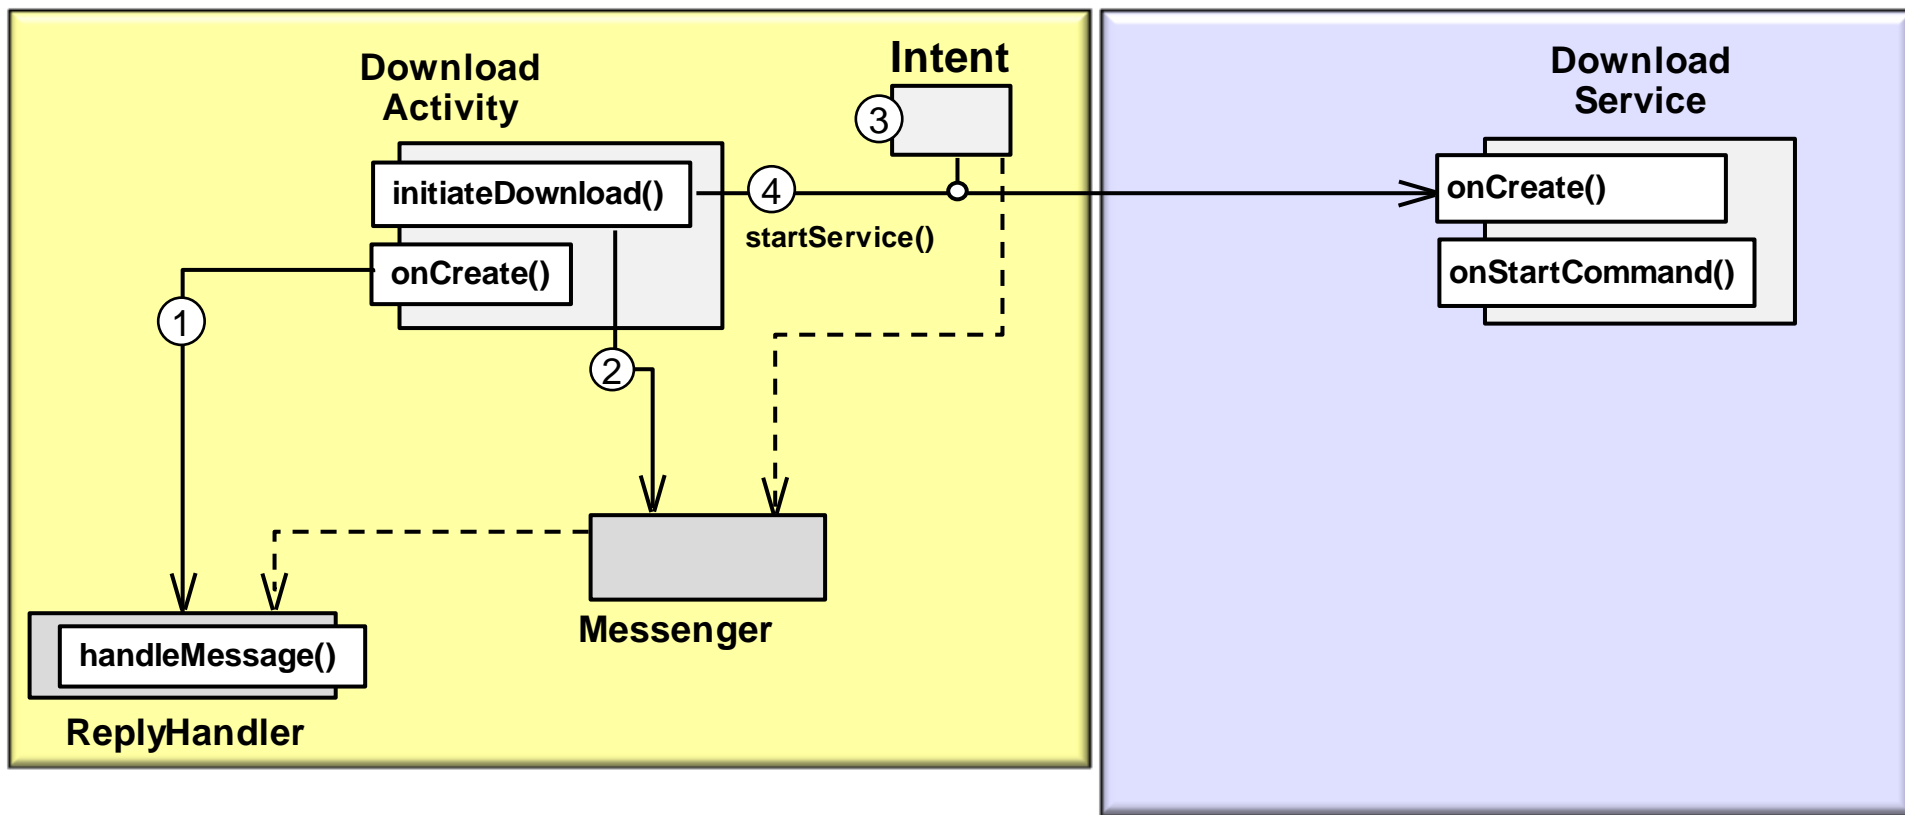 Download
Activity
initiateDownload()
onCreate()
1
2
Intent
3
4
startService()
Messenger
handleMessage()
ReplyHandler
Download
Service
onCreate()
onStartCommand()